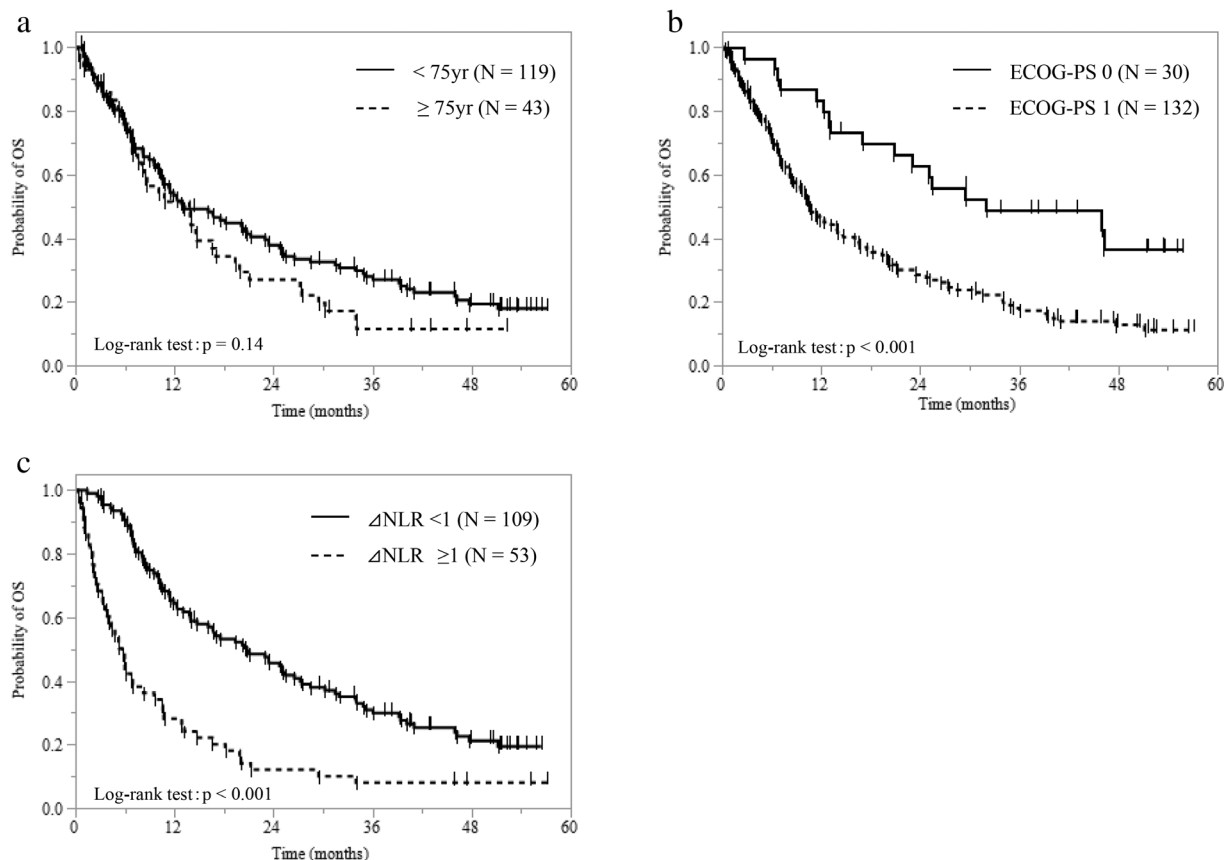 a
Probability of OS
1.0
0.8
0.6
0.4
0.2
0.0
< 75yr (N = 119)
≥ 75yr (N = 43)
Log-rank test: p = 0.14
0 12 24 36 48 60
Time (months)
b
Probability of OS
1.0
0.8
0.6
0.4
0.2
0.0
ECOG-PS 0 (N = 30)
ECOG-PS 1 (N = 132)
Log-rank test: p < 0.001
0 12 24 36 48 60
Time (months)
c
Probability of OS
1.0
0.8
0.6
0.4
0.2
0.0
⊿NLR <1 (N = 109)
⊿NLR ≥1 (N = 53)
Log-rank test: p < 0.001
0 12 24 36 48 60
Time (months)